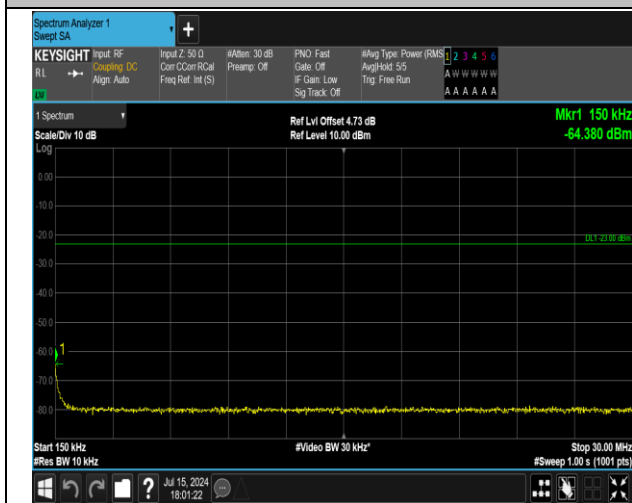 Spectrum Analyzer 1
Swept SA
KEYSIGHT
RL
Input: RF
Coupling: DC
Align: Auto
Input Z: 50 Ω
Corr CCorr RCal
Freq Ref: Int (S)
#Atten: 30 dB
Preamp: Off
PNO: Fast
Gate: Off
IF Gain: Low
Sig Track: Off
#Avg Type: Power (RMS
Avg|Hold: 5/5
Trig: Free Run
1 2 3 4 5 6
A W W W W W
A A A A A A
1 Spectrum
Scale/Div 10 dB
Log
Ref Lvl Offset 4.73 dB
Ref Level 10.00 dBm
Mkr1 150 kHz
-64.380 dBm
0.00
-10.0
-20.0
DL1 -23.00 dBm
-30.0
-40.0
-50.0
-60.0
1
-70.0
-80.0
Start 150 kHz
#Res BW 10 kHz
#Video BW 30 kHz*
Stop 30.00 MHz
#Sweep 1.00 s (1001 pts)
?
Jul 15, 2024
18:01:22